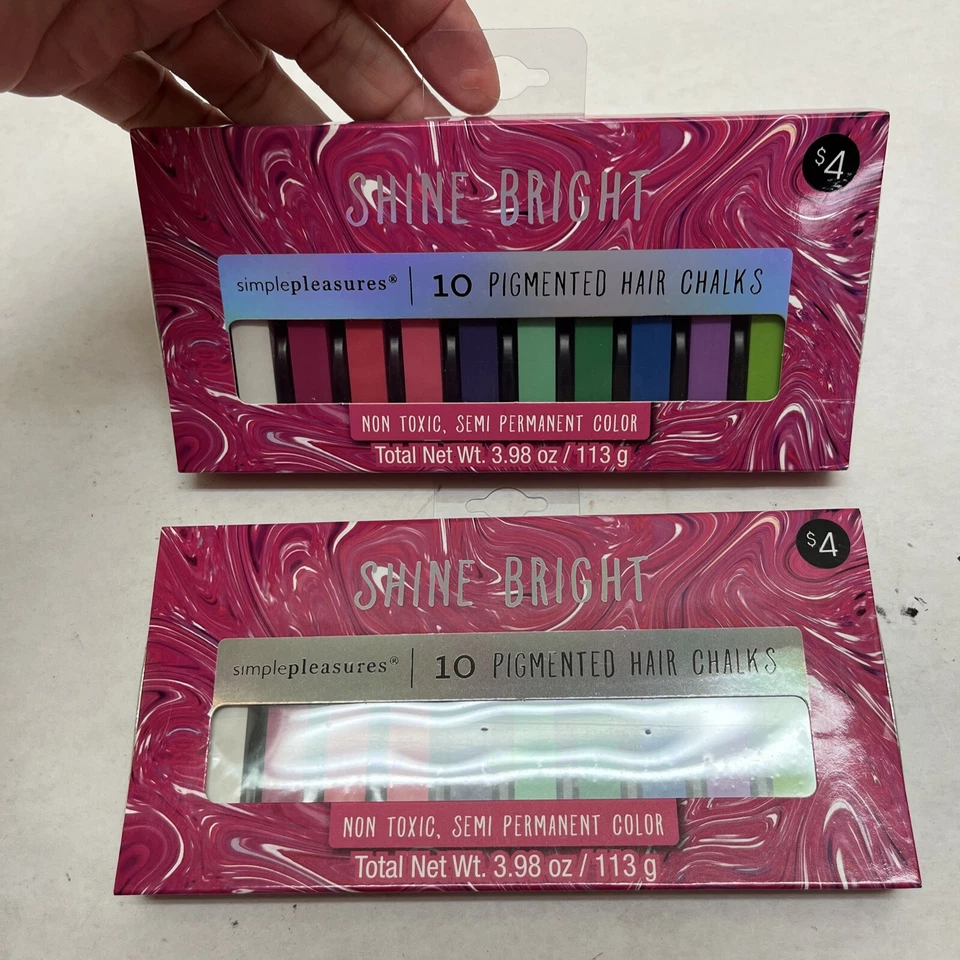 $4
SHINE BRIGHT
simplepleasures® | 10 PIGMENTED HAIR CHALKS
NON TOXIC, SEMI PERMANENT COLOR
Total Net Wt. 3.98 oz / 113 g
$4
SHINE BRIGHT
simplepleasures® | 10 PIGMENTED HAIR CHALKS
NON TOXIC, SEMI PERMANENT COLOR
Total Net Wt. 3.98 oz / 113 g